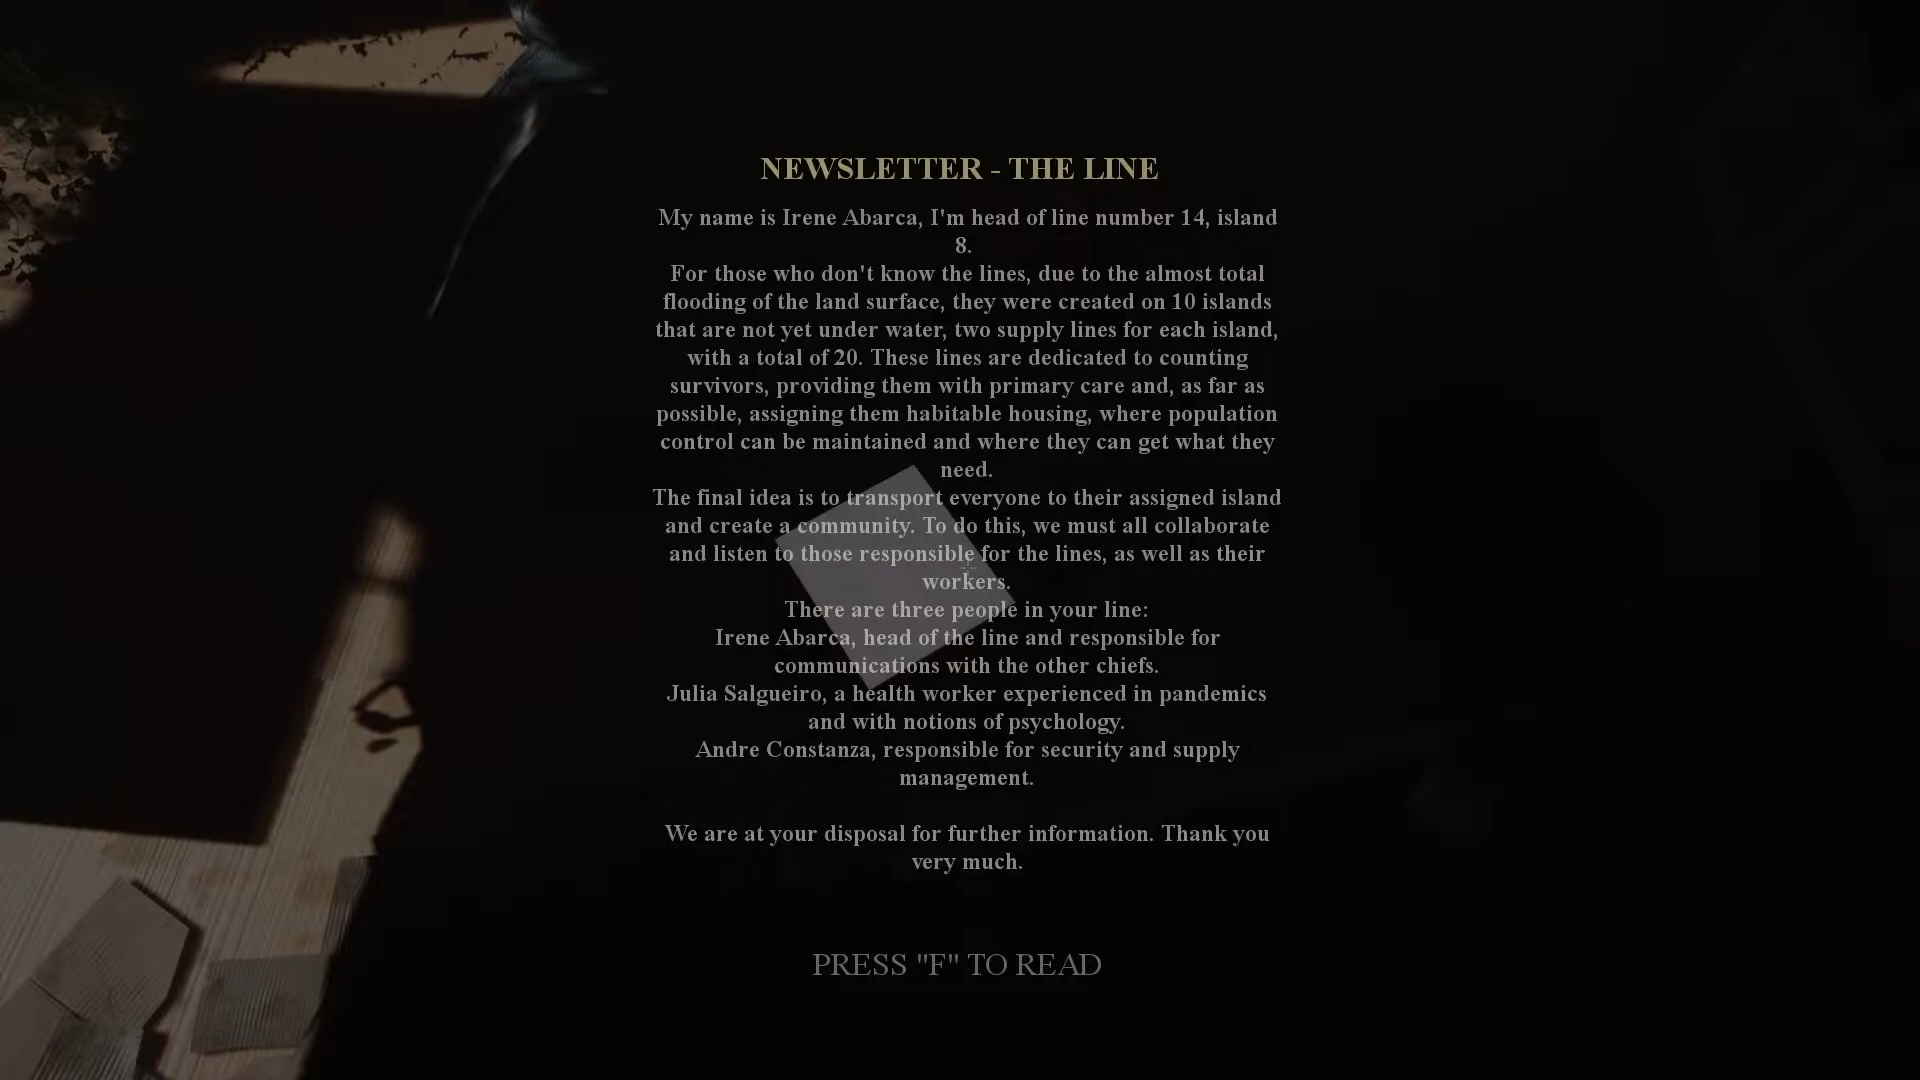 NEWSLETTER - THE LINE
My name is Irene Abarca, I'm head of line number 14, island
8.
For those who don't know the lines, due to the almost total
flooding of the land surface, they were created on 10 islands
that are not yet under water, two supply lines for each island,
with a total of 20. These lines are dedicated to counting
survivors, providing them with primary care and, as far as
possible, assigning them habitable housing, where population
control can be maintained and where they can get what they
need.
The final idea is to transport everyone to their assigned island
and create a community. To do this, we must all collaborate
and listen to those responsible for the lines, as well as their
workers.
There are three people in your line:
Irene Abarca, head of the line and responsible for
communications with the other chiefs.
Julia Salgueiro, a health worker experienced in pandemics
and with notions of psychology.
Andre Constanza, responsible for security and supply
management.
We are at your disposal for further information. Thank you
very much.
PRESS "F" TO READ